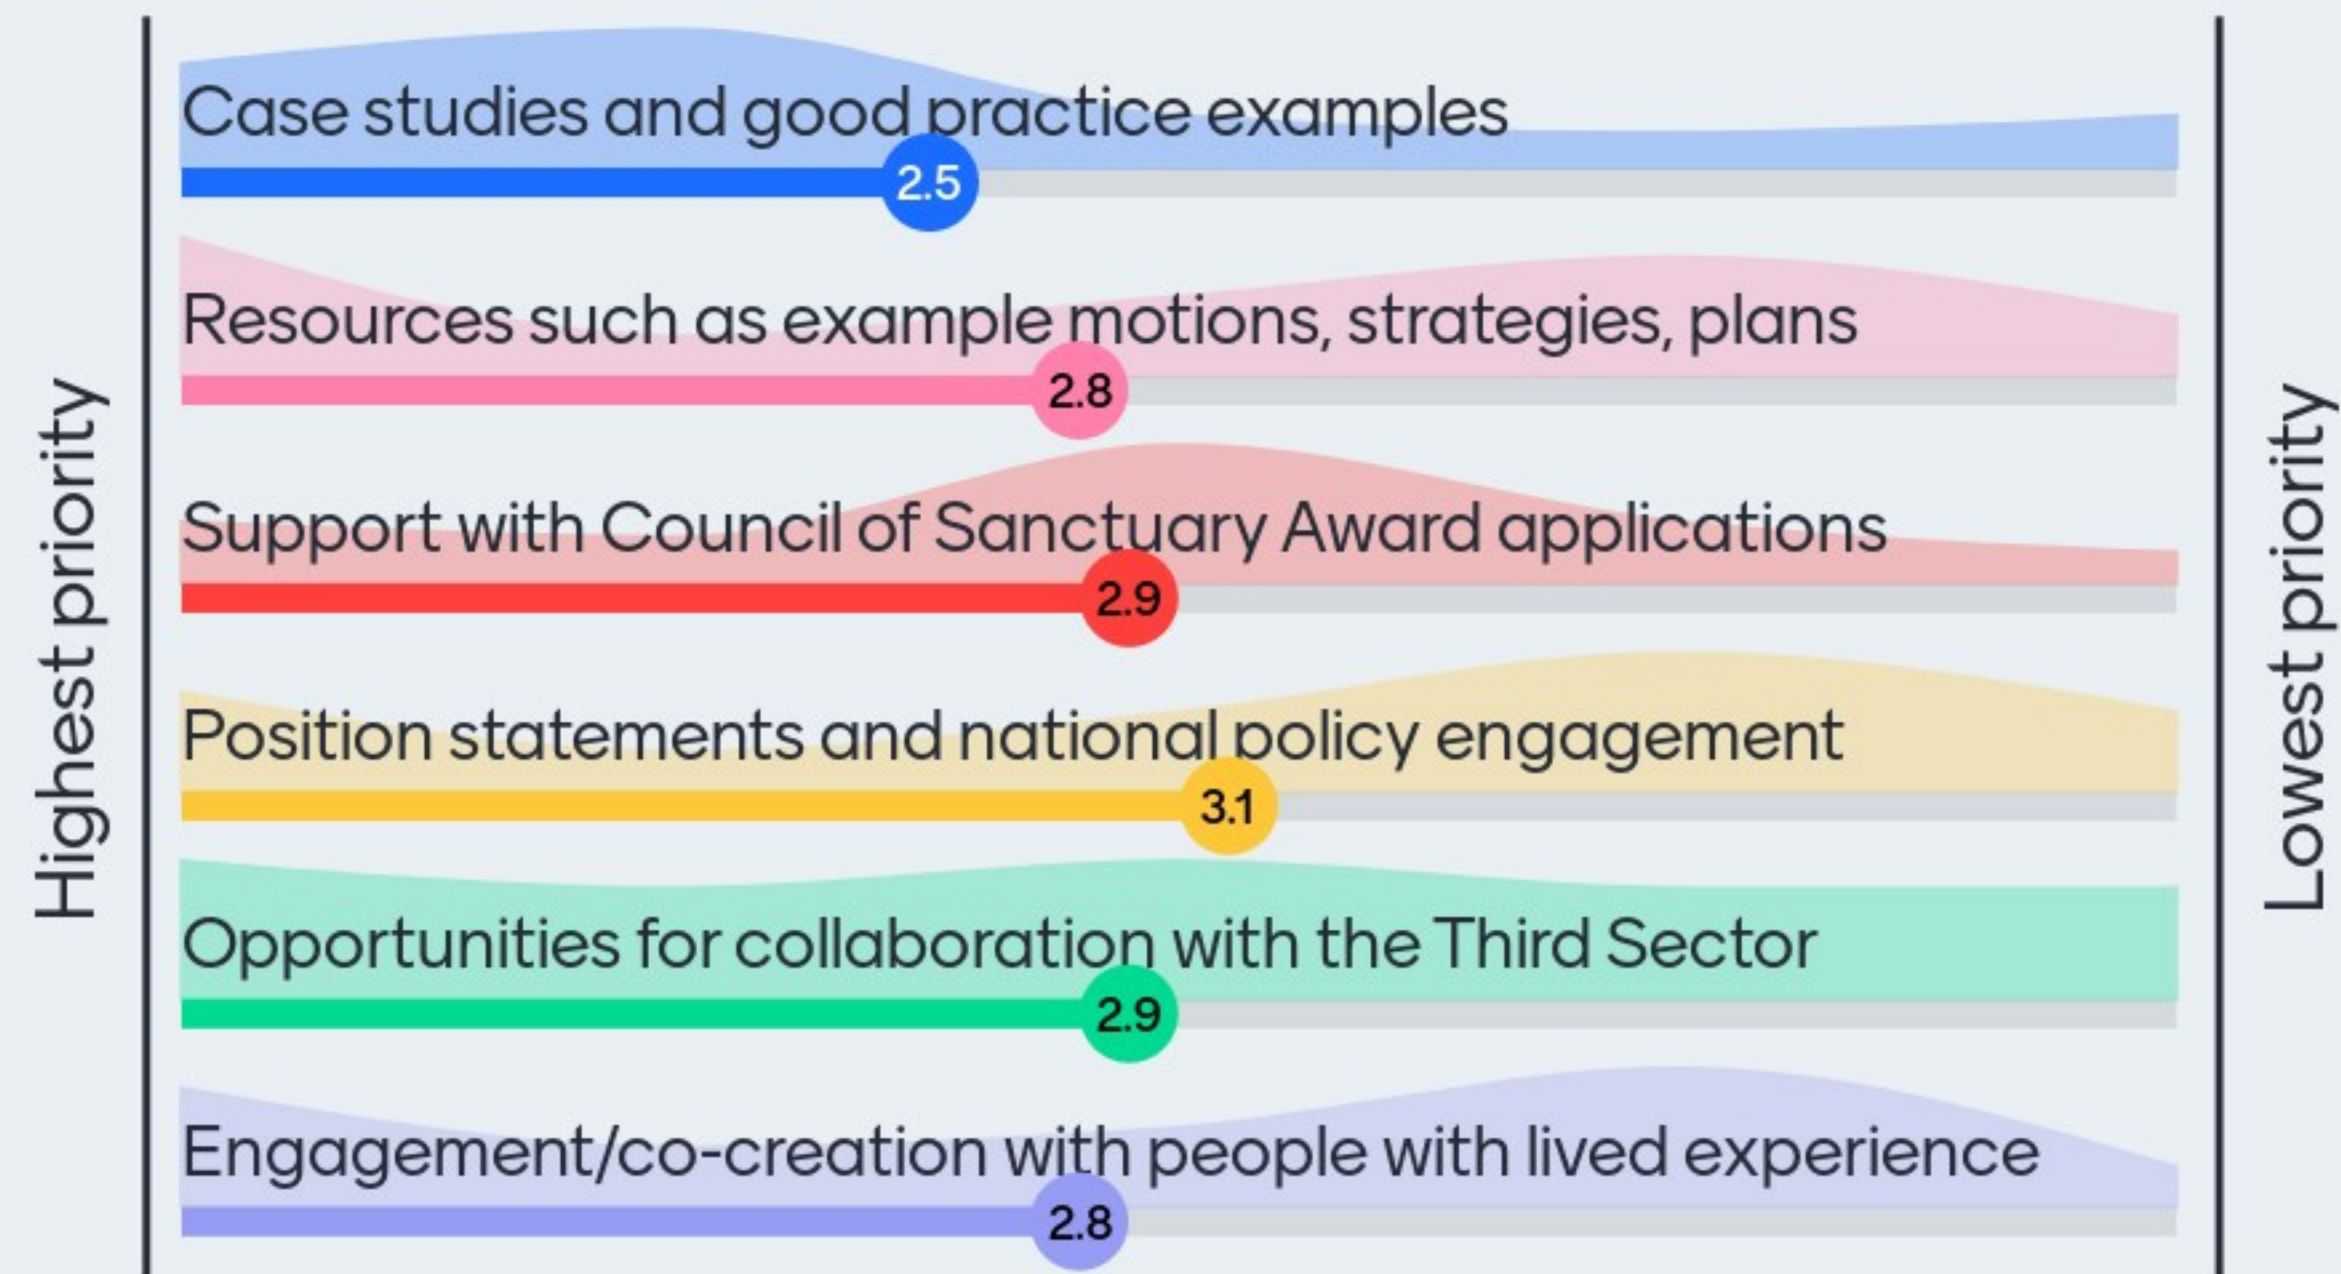 Highest priority
Case studies and good practice examples
2.5
Resources such as example motions, strategies, plans
2.8
Support with Council of Sanctuary Award applications
2.9
Position statements and national policy engagement
3.1
Opportunities for collaboration with the Third Sector
2.9
Engagement/co-creation with people with lived experience
2.8
Lowest priority